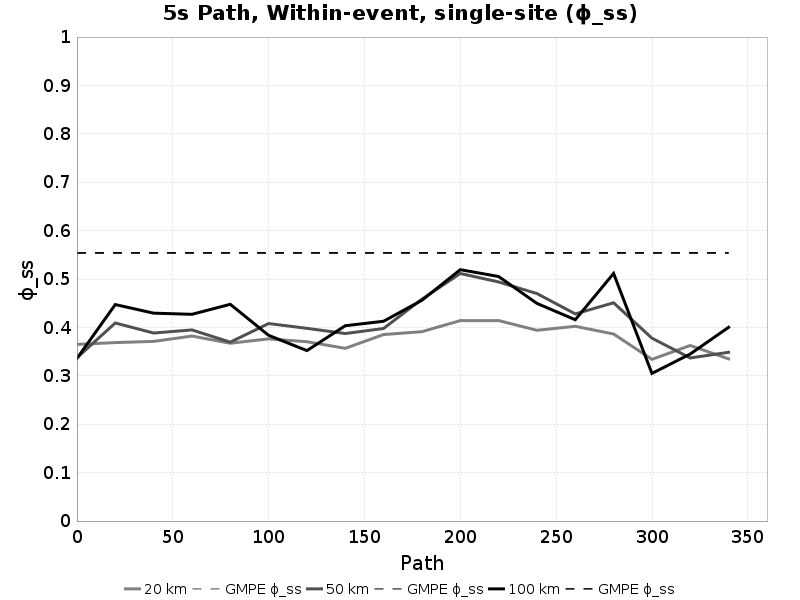 5s Path, Within-event, single-site (ϕ_ss)
1
0.9
0.8
0.7
0.6
0.5
0.4
0.3
0.2
0.1
0
ϕ_ss
0 50 100 150 200 250 300 350
Path
20 km GMPE ϕ_ss 50 km GMPE ϕ_ss 100 km GMPE ϕ_ss